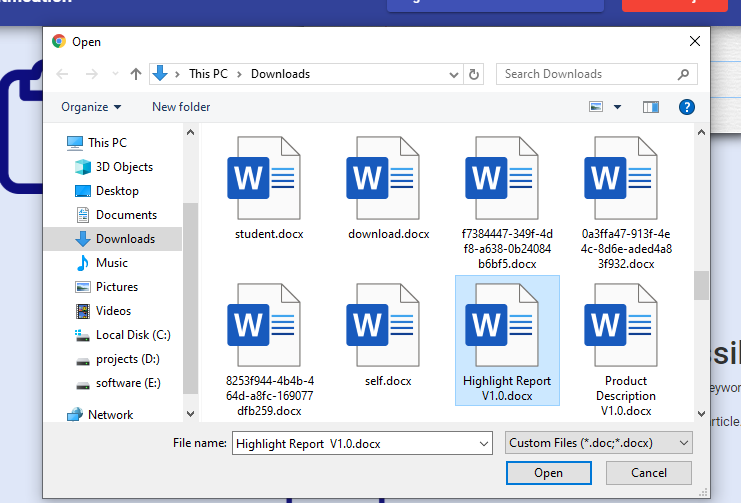 Open
This PC > Downloads
Search Downloads
Organize
New folder
?
This PC
3D Objects
Desktop
Documents
Downloads
Music
Pictures
Videos
Local Disk (C:)
projects (D:)
software (E:)
Network
W W W W
student.docx
download.docx
f7384447-349f-4d
f8-a638-0b24084
b6bf5.docx
0a3ffa47-913f-4e
4c-8d6e-aded4a8
3f932.docx
W W W W
8253f944-4b4b-4
64d-a8fc-169077
dfb259.docx
self.docx
Highlight Report
V1.0.docx
Product
Description
V1.0.docx
File name: Highlight Report  V1.0.docx
Custom Files (*.doc;*.docx)
Open
Cancel